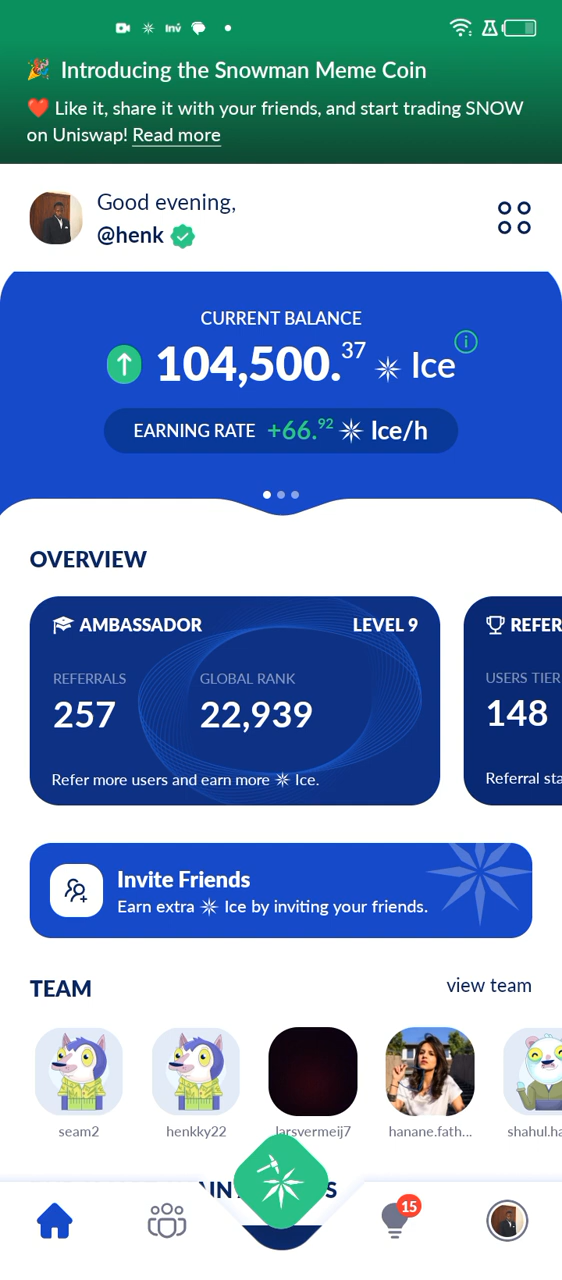 Inv
🎉 Introducing the Snowman Meme Coin
❤️ Like it, share it with your friends, and start trading SNOW
on Uniswap! Read more
Good evening,
@henk
CURRENT BALANCE
104,500.37 Ice
EARNING RATE +66.92 Ice/h
OVERVIEW
AMBASSADOR LEVEL 9
REFERRALS GLOBAL RANK
257 22,939
Refer more users and earn more Ice.
REFER
USERS TIER
148
Referral sta
Invite Friends
Earn extra Ice by inviting your friends.
TEAM view team
seam2 henkky22 larsvermeij7 hanane.fath... shahul.ha
15